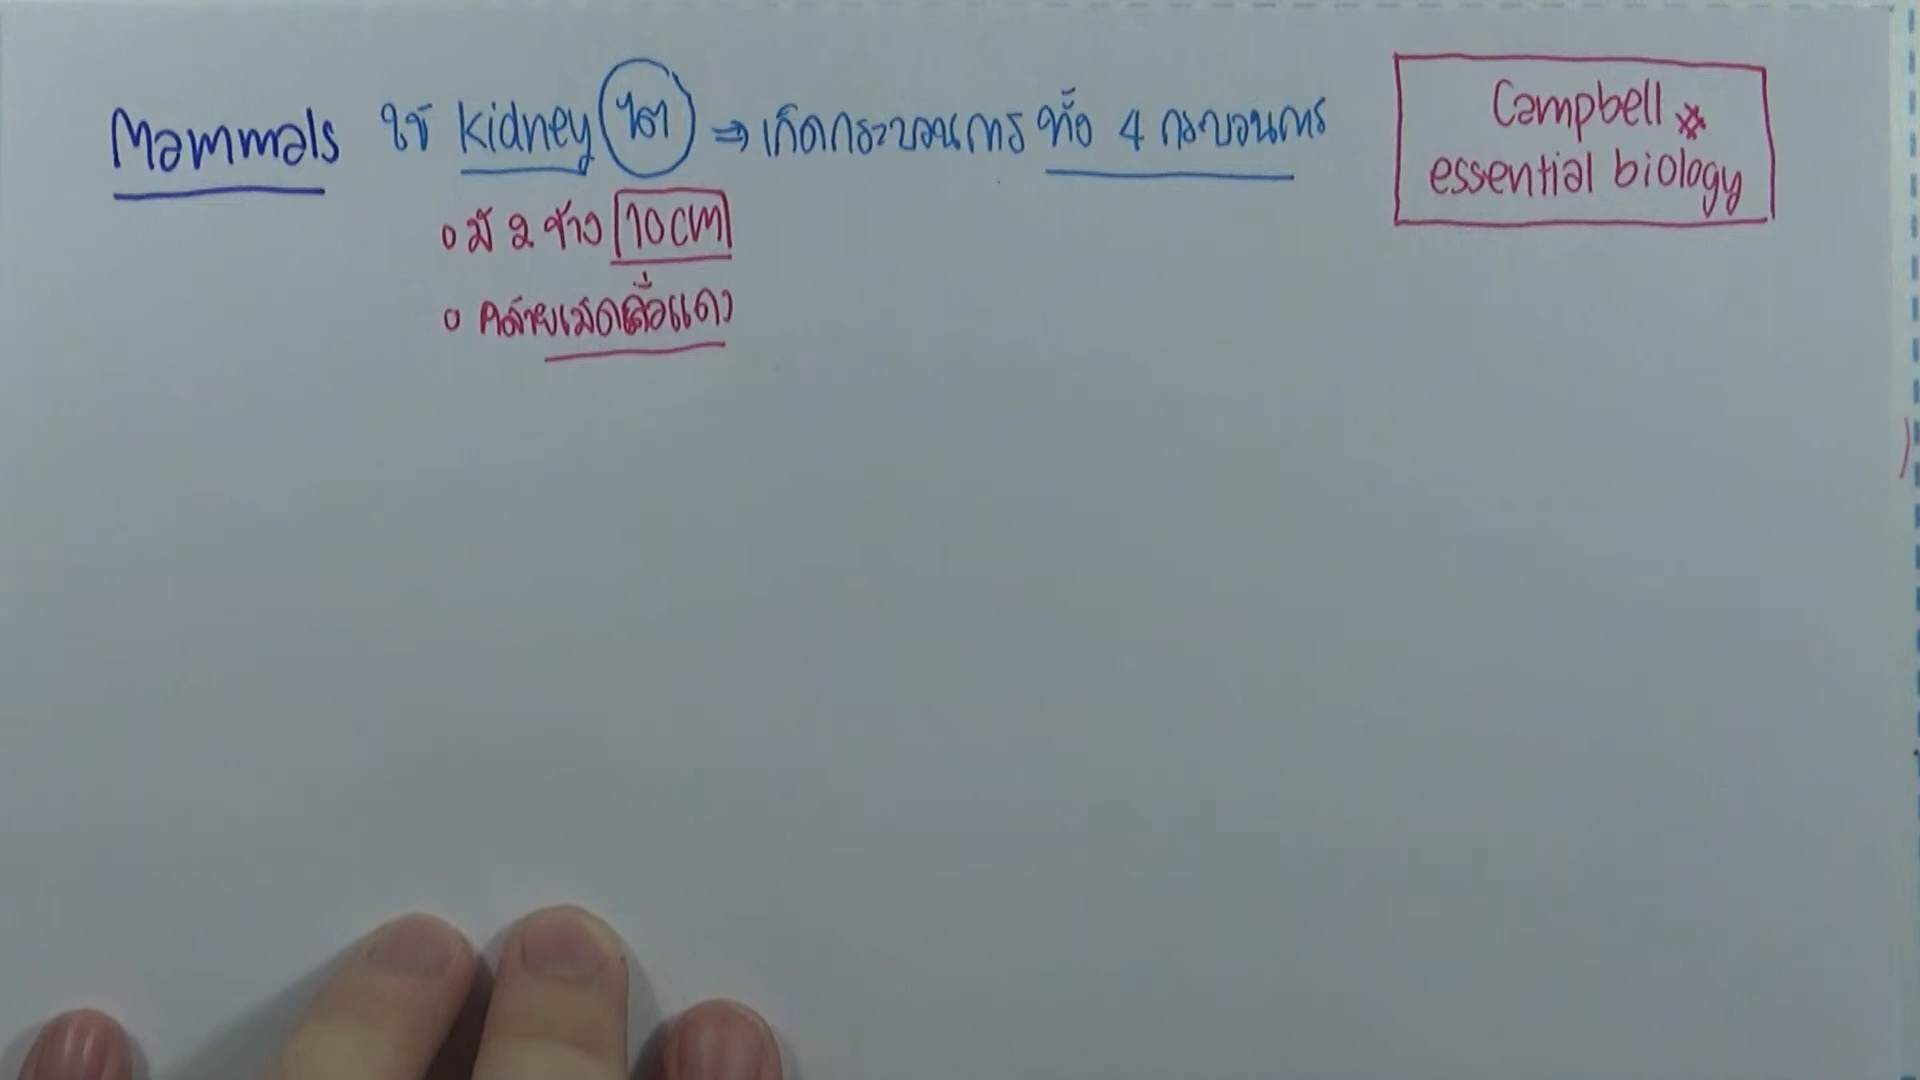 Mammals ใช้ kidney ไต ⇒ เกิดกระบวนการ ทั้ง 4 กระบวนการ
มี 2 ข้าง 10cm
คล้ายเม็ดถั่วแดง
Campbell
essential biology